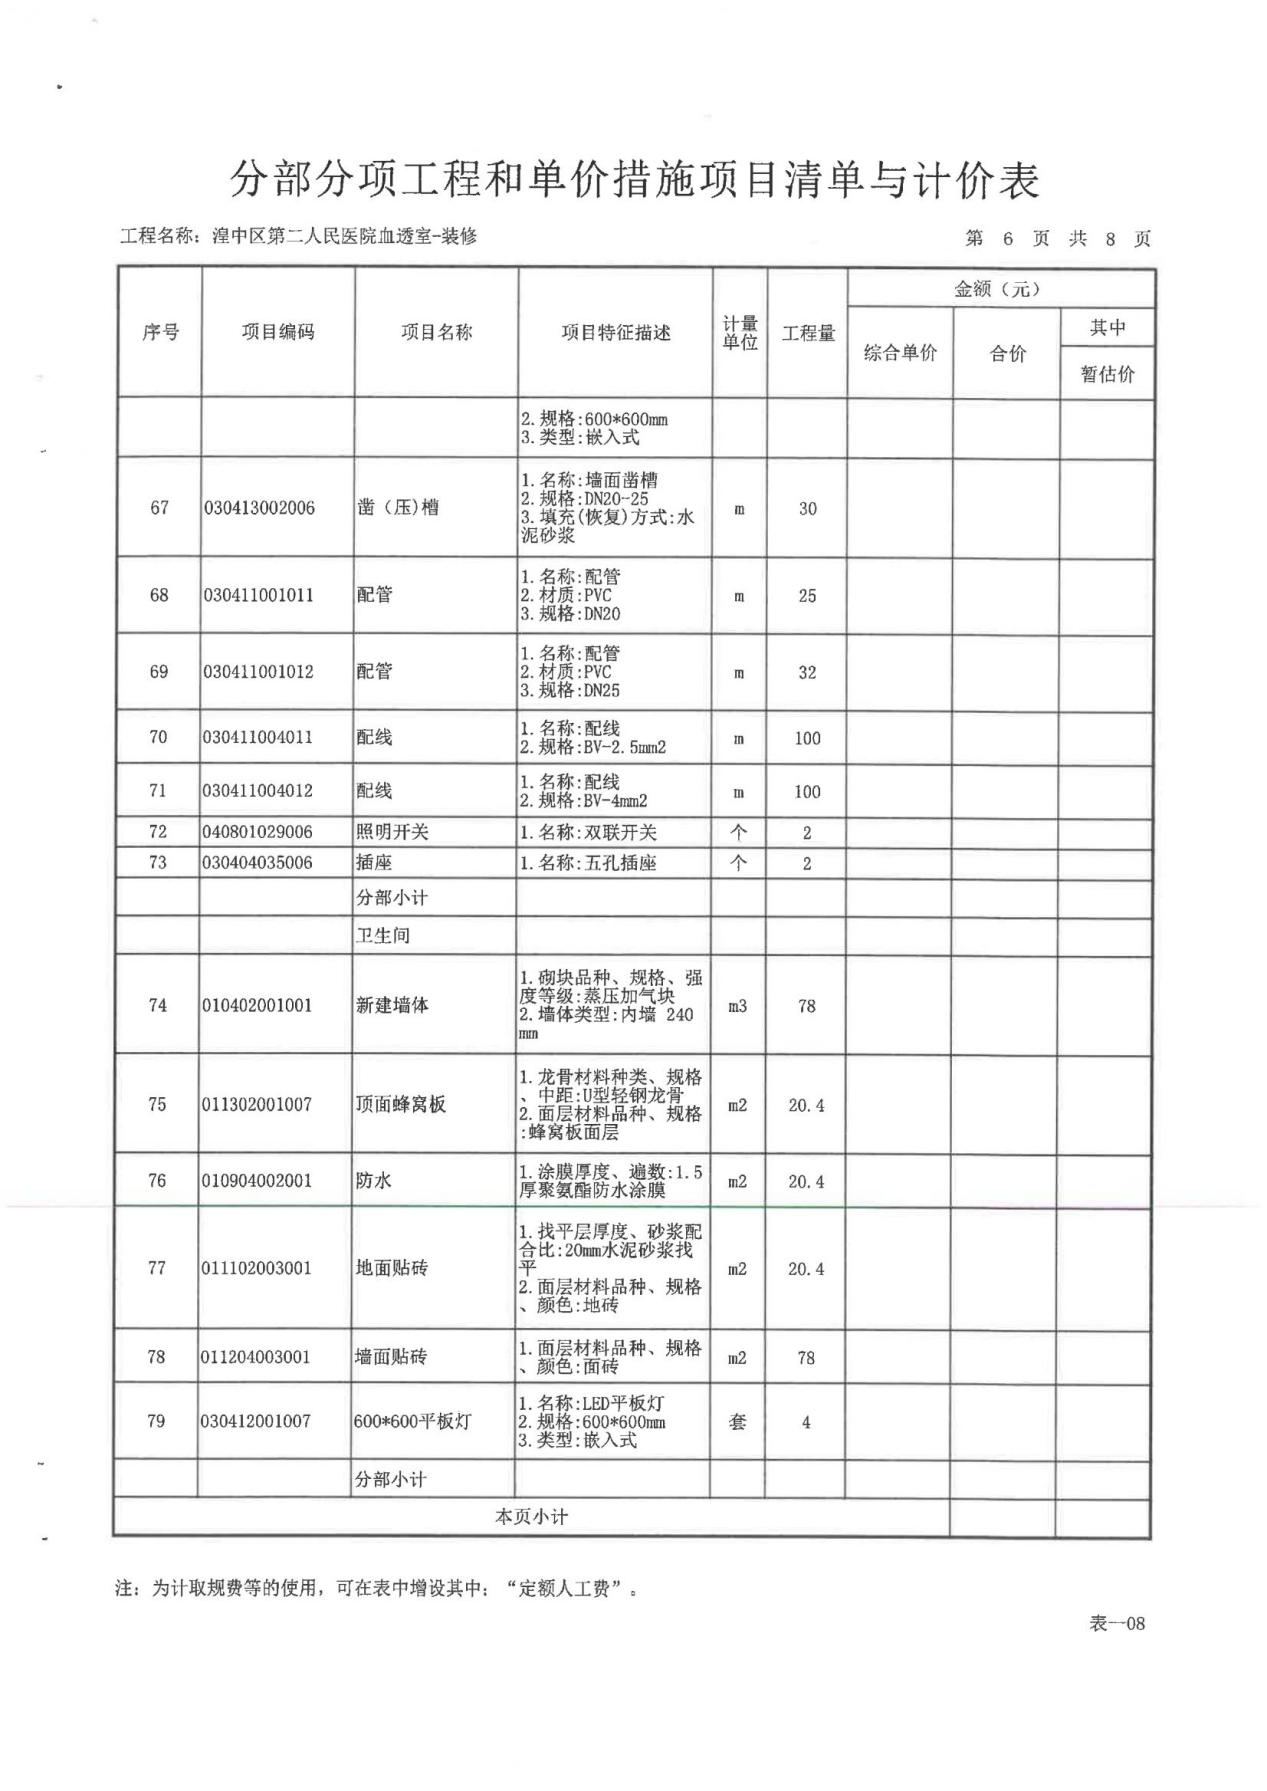 分部分项工程和单价措施项目清单与计价表
工程名称：湟中区第二人民医院血透室-装修
第 6 页 共 8 页
序号 项目编码 项目名称 项目特征描述 计量单位 工程量 金额（元）
综合单价 合价 其中
暂估价
2.规格:600*600mm
3.类型:嵌入式
67 030413002006 凿（压)槽 1.名称:墙面凿槽
2.规格:DN20-25
3.填充(恢复)方式:水
泥砂浆 m 30
68 030411001011 配管 1.名称:配管
2.材质:PVC
3.规格:DN20 m 25
69 030411001012 配管 1.名称:配管
2.材质:PVC
3.规格:DN25 m 32
70 030411004011 配线 1.名称:配线
2.规格:BV-2.5mm2 m 100
71 030411004012 配线 1.名称:配线
2.规格:BV-4mm2 m 100
72 040801029006 照明开关 1.名称:双联开关 个 2
73 030404035006 插座 1.名称:五孔插座 个 2
分部小计
卫生间
74 010402001001 新建墙体 1.砌块品种、规格、强
度等级:蒸压加气块
2.墙体类型:内墙 240
mm m3 78
75 011302001007 顶面蜂窝板 1.龙骨材料种类、规格
、中距:U型轻钢龙骨
2.面层材料品种、规格
:蜂窝板面层 m2 20.4
76 010904002001 防水 1.涂膜厚度、遍数:1.5
厚聚氨酯防水涂膜 m2 20.4
77 011102003001 地面贴砖 1.找平层厚度、砂浆配
合比:20mm水泥砂浆找
平
2.面层材料品种、规格
、颜色:地砖 m2 20.4
78 011204003001 墙面贴砖 1.面层材料品种、规格
、颜色:面砖 m2 78
79 030412001007 600*600平板灯 1.名称:LED平板灯
2.规格:600*600mm
3.类型:嵌入式 套 4
分部小计
本页小计
注：为计取规费等的使用，可在表中增设其中：“定额人工费”。
表—08